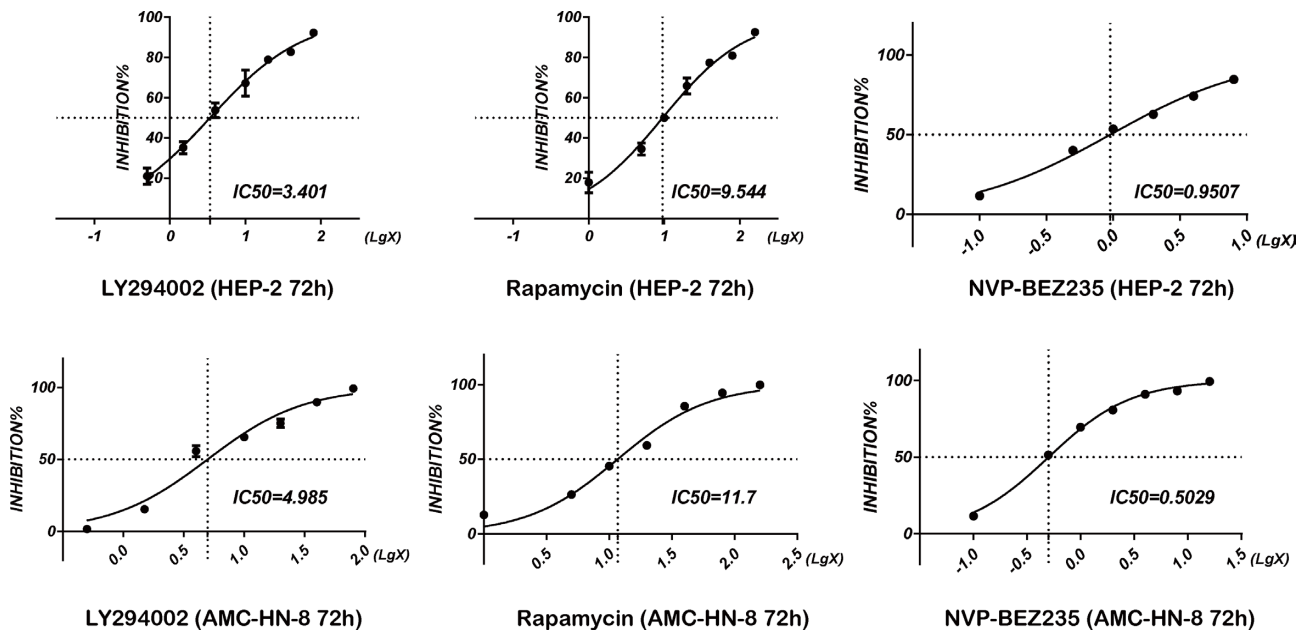 100
80
60
40
20
INHIBITION%
IC50=3.401
-1
0
1
2
(LgX)
LY294002 (HEP-2 72h)
100
80
60
40
20
INHIBITION%
IC50=9.544
-1
0
1
2
(LgX)
Rapamycin (HEP-2 72h)
100
50
0
INHIBITION%
IC50=0.9507
-1.0
-0.5
0.0
0.5
1.0
(LgX)
NVP-BEZ235 (HEP-2 72h)
100
50
0
INHIBITION%
IC50=4.985
0.0
0.5
1.0
1.5
2.0
(LgX)
LY294002 (AMC-HN-8 72h)
100
50
0
INHIBITION%
IC50=11.7
0.5
1.0
1.5
2.0
2.5
(LgX)
Rapamycin (AMC-HN-8 72h)
100
50
0
INHIBITION%
IC50=0.5029
-1.0
-0.5
0.0
0.5
1.0
1.5
(LgX)
NVP-BEZ235 (AMC-HN-8 72h)